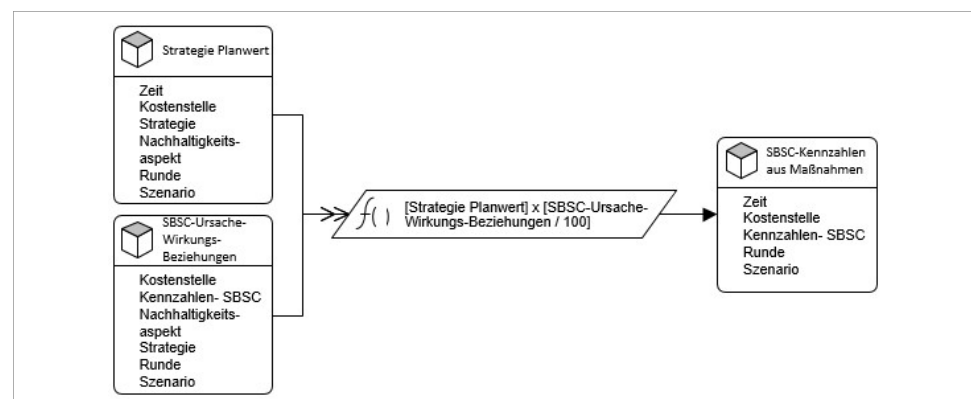 Strategie Planwert
Zeit
Kostenstelle
Strategie
Nachhaltigkeits-
aspekt
Runde
Szenario
SBSC-Ursache-
Wirkungs-
Beziehungen
Kostenstelle
Kennzahlen- SBSC
Nachhaltigkeits-
aspekt
Strategie
Runde
Szenario
f() [Strategie Planwert] x [SBSC-Ursache-
Wirkungs-Beziehungen / 100]
SBSC-Kennzahlen
aus Maßnahmen
Zeit
Kostenstelle
Kennzahlen- SBSC
Runde
Szenario